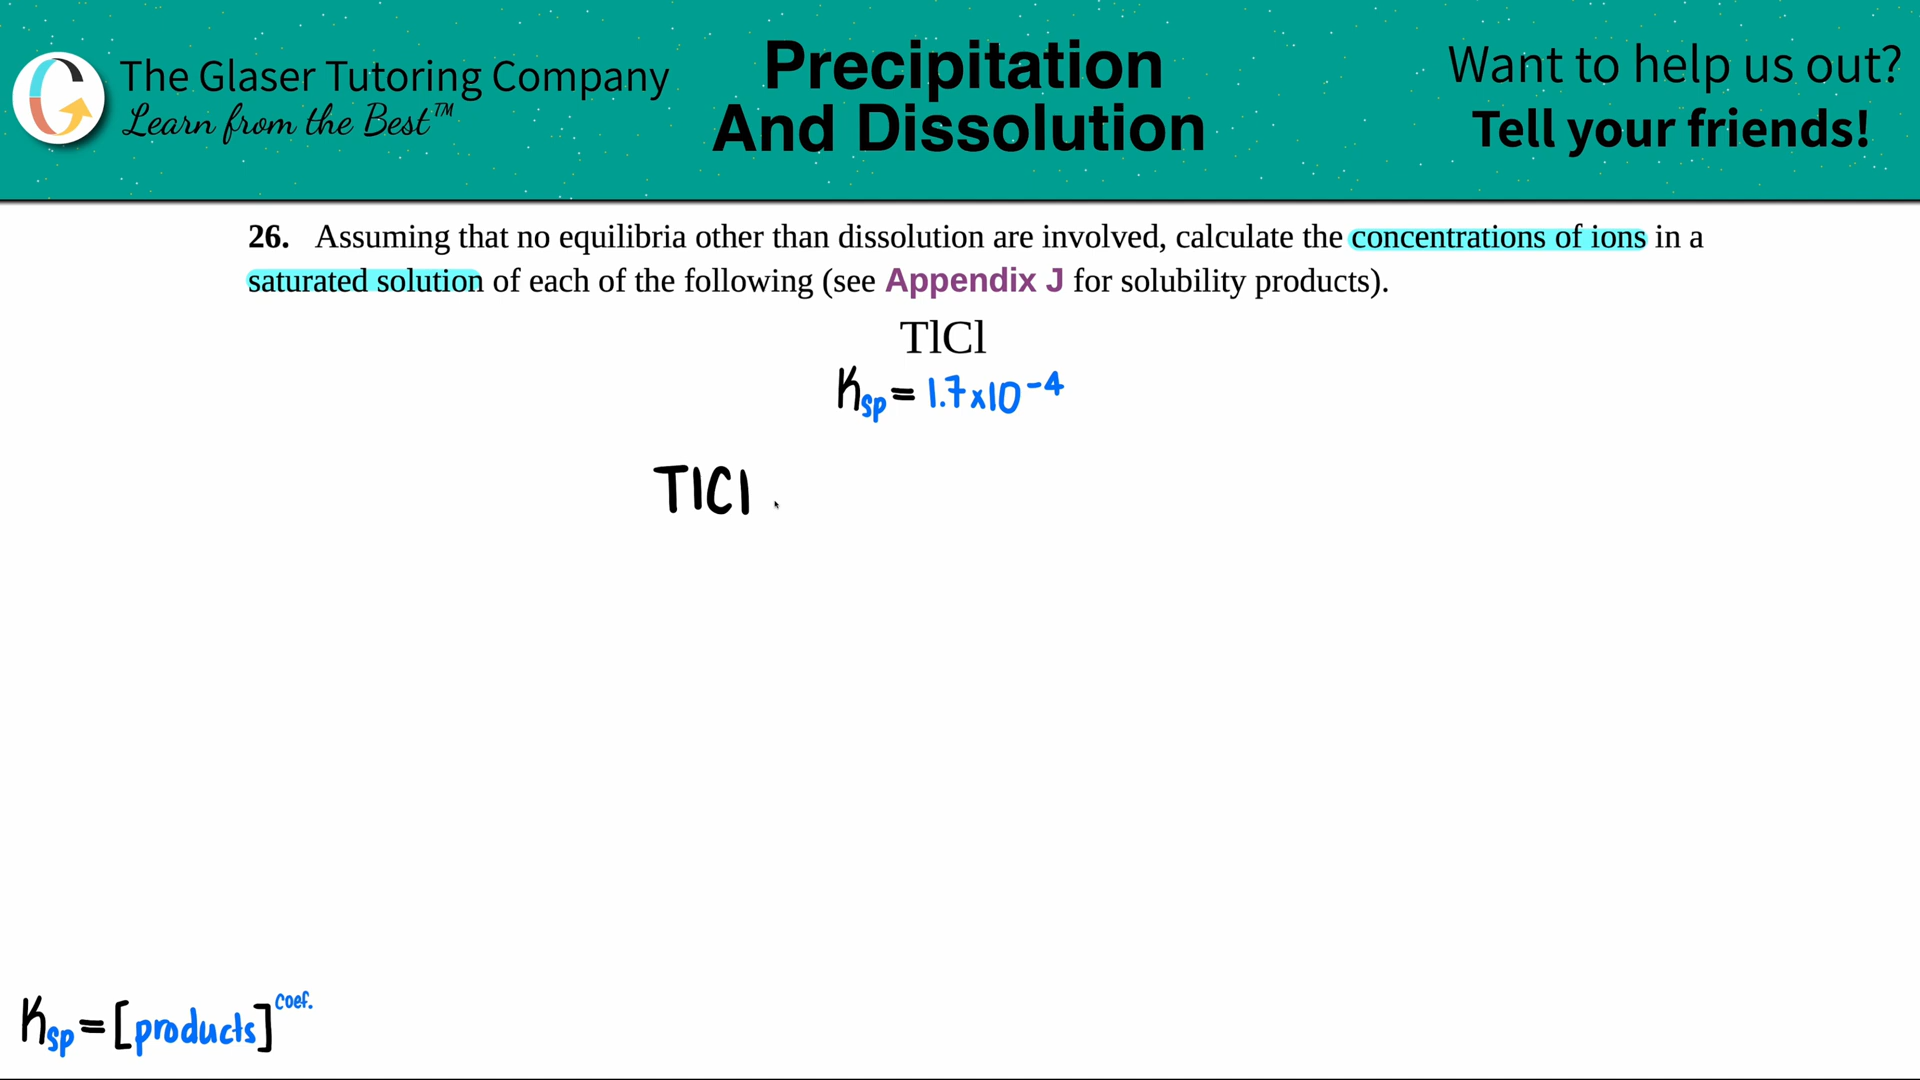 The Glaser Tutoring Company
Learn from the Best™
Precipitation
And Dissolution
Want to help us out?
Tell your friends!
26. Assuming that no equilibria other than dissolution are involved, calculate the concentrations of ions in a
saturated solution of each of the following (see Appendix J for solubility products).
TlCl
Ksp = 1.7x10⁻⁴
TlCl
Ksp = [products]^coef.